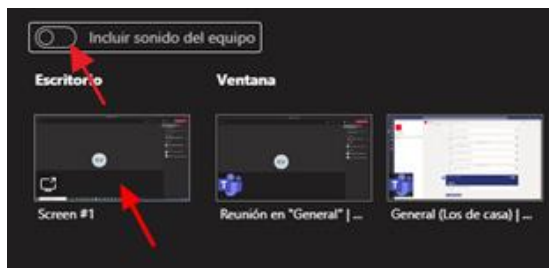 Incluir sonido del equipo
Escritorio
Ventana
Screen #1
Reunión en "General" | ...
General (Los de casa) | ...